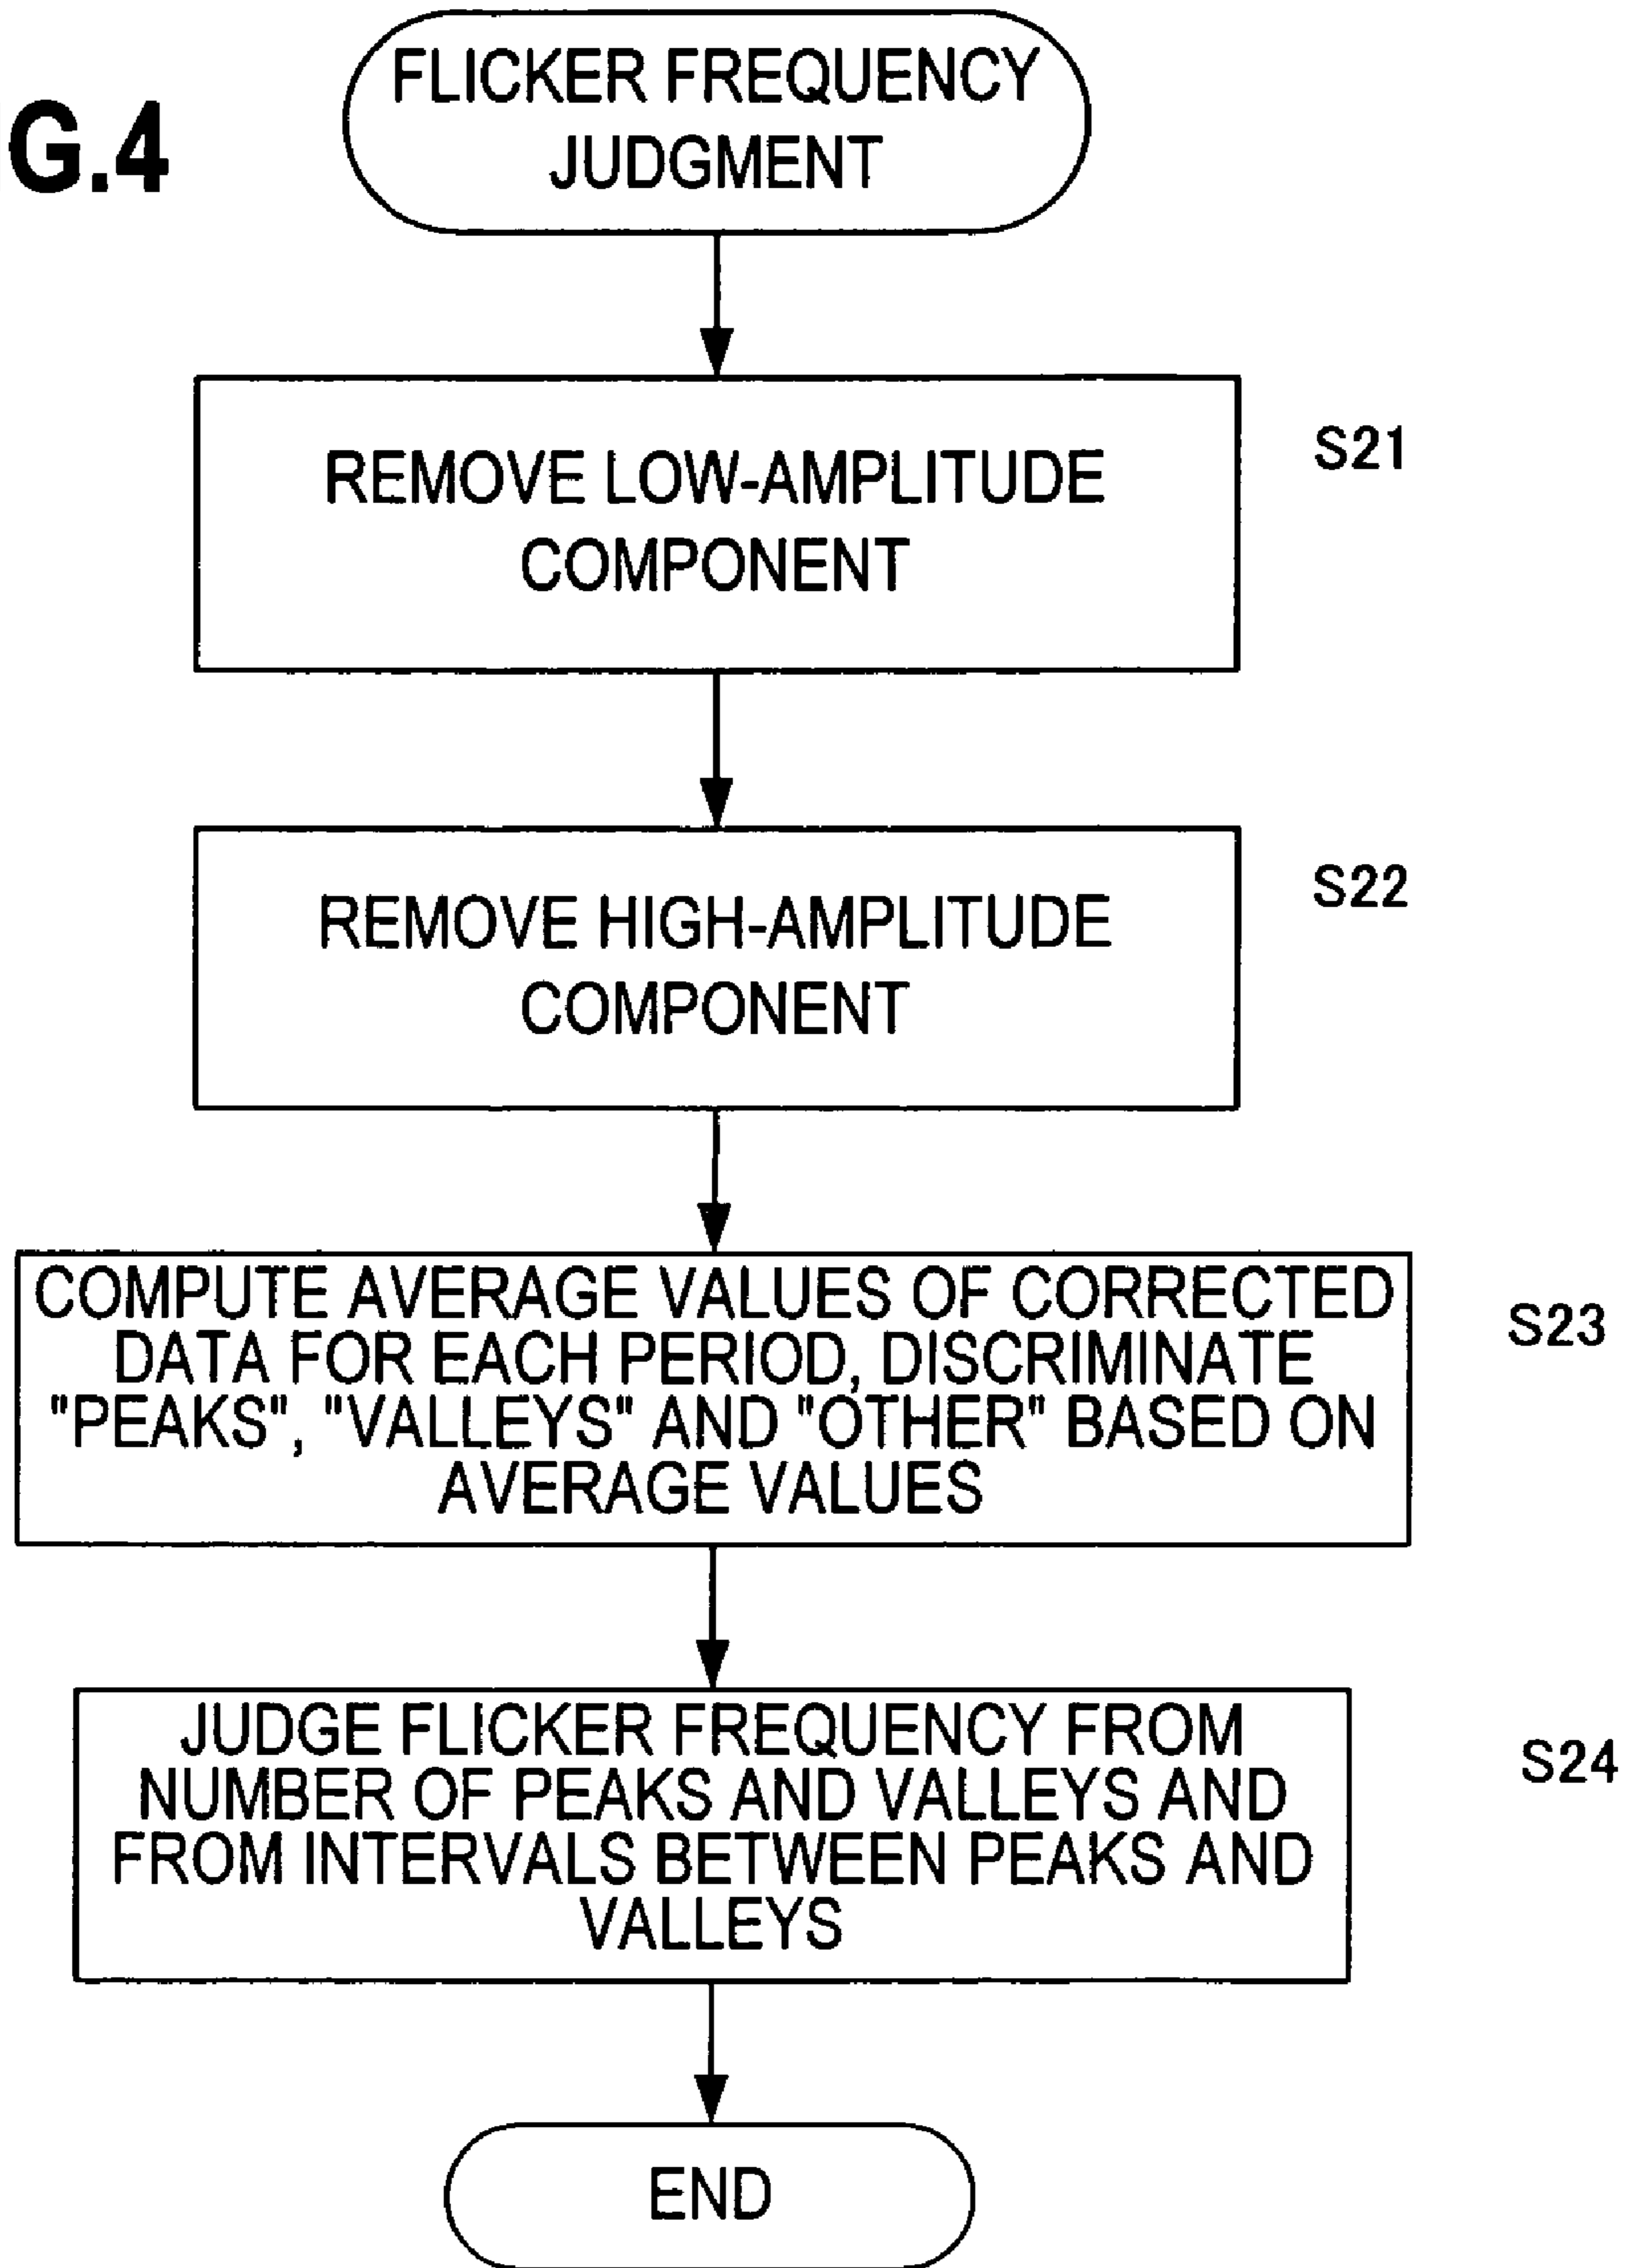 G.4
FLICKER FREQUENCY
JUDGMENT
REMOVE LOW-AMPLITUDE
COMPONENT
S21
REMOVE HIGH-AMPLITUDE
COMPONENT
S22
COMPUTE AVERAGE VALUES OF CORRECTED
DATA FOR EACH PERIOD, DISCRIMINATE
"PEAKS", "VALLEYS" AND "OTHER" BASED ON
AVERAGE VALUES
S23
JUDGE FLICKER FREQUENCY FROM
NUMBER OF PEAKS AND VALLEYS AND
FROM INTERVALS BETWEEN PEAKS AND
VALLEYS
S24
END